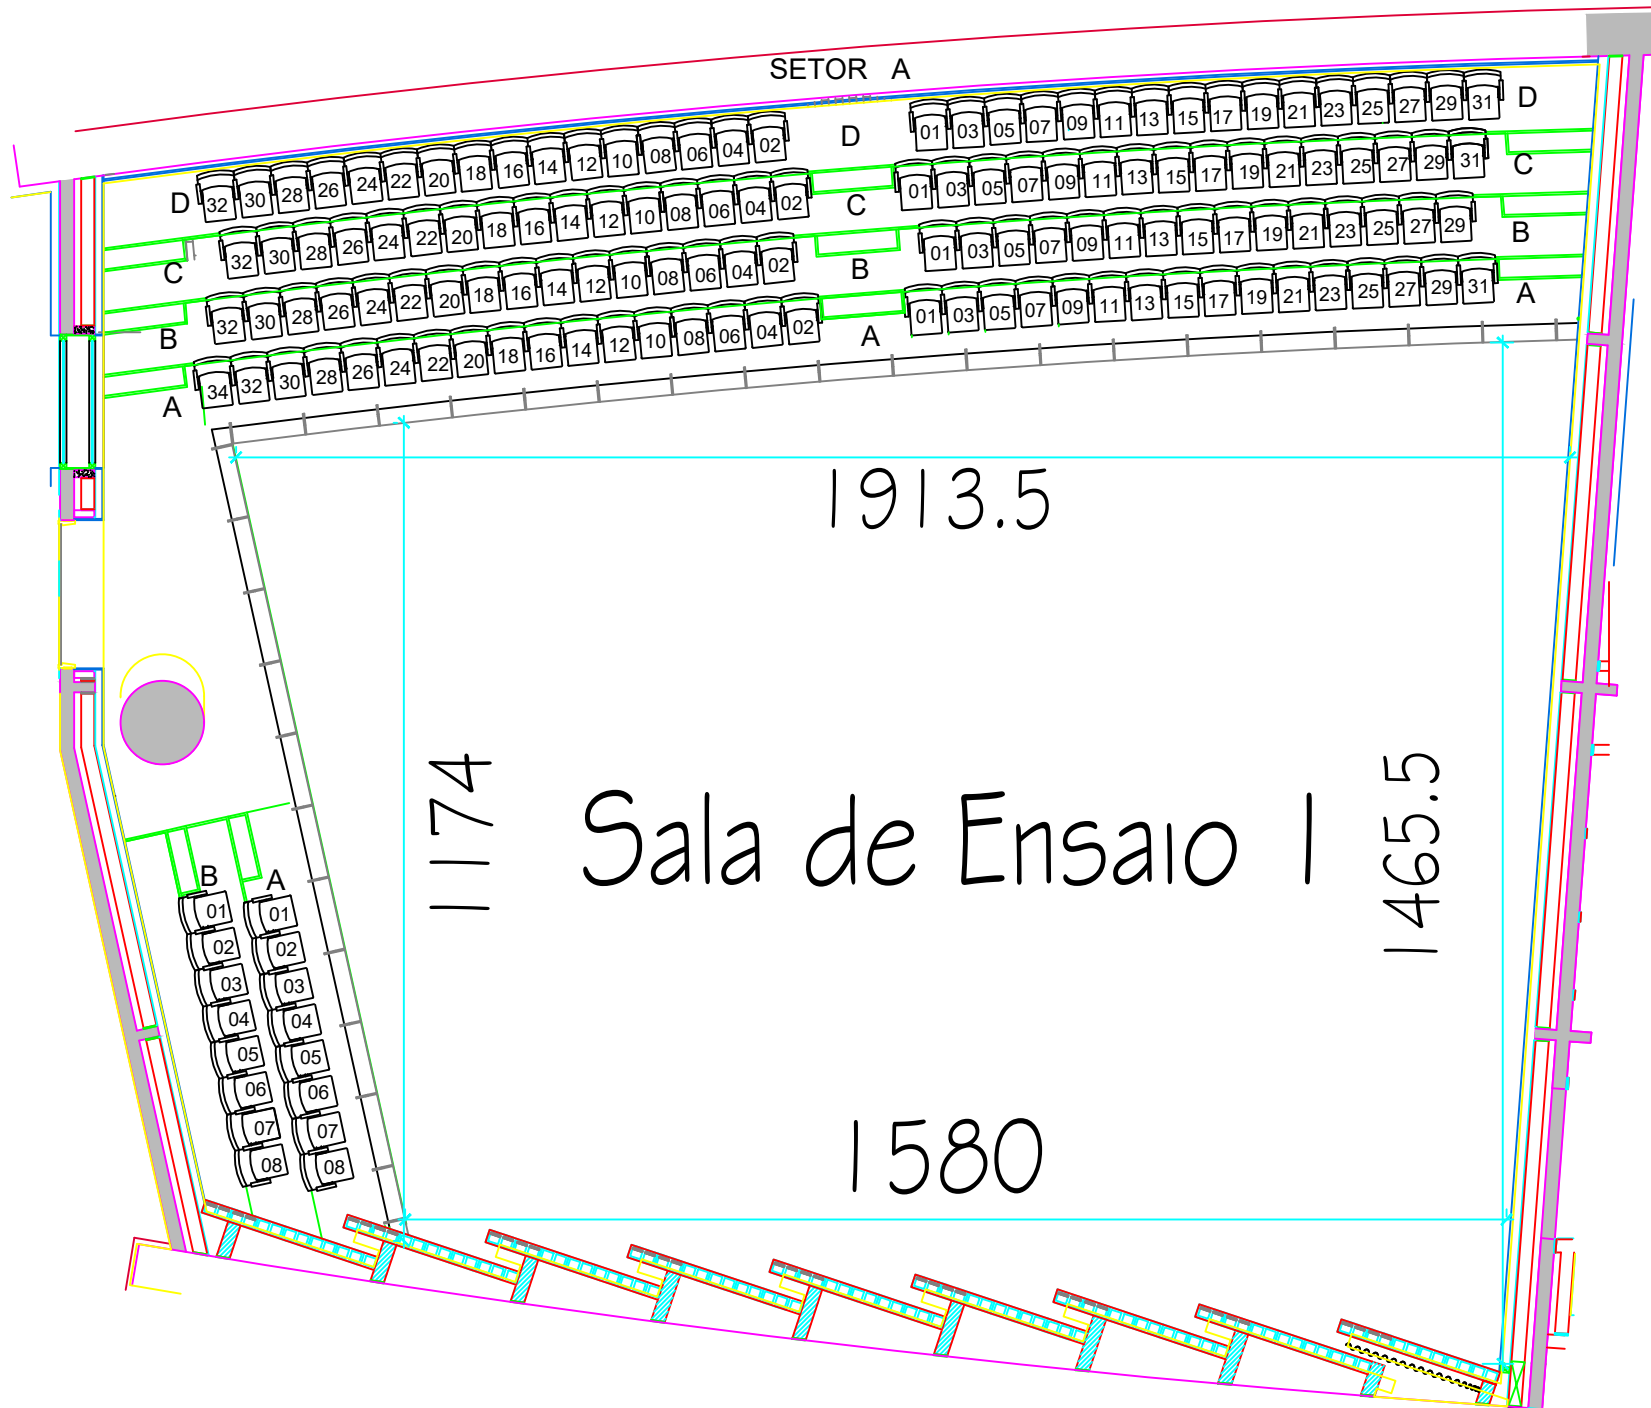 SETOR A
D 32 30 28 26 24 22 20 18 16 14 12 10 08 06 04 02 D 01 03 05 07 09 11 13 15 17 19 21 23 25 27 29 31 D
C 32 30 28 26 24 22 20 18 16 14 12 10 08 06 04 02 C 01 03 05 07 09 11 13 15 17 19 21 23 25 27 29 31 C
B 32 30 28 26 24 22 20 18 16 14 12 10 08 06 04 02 B 01 03 05 07 09 11 13 15 17 19 21 23 25 27 29 B
A 34 32 30 28 26 24 22 20 18 16 14 12 10 08 06 04 02 A 01 03 05 07 09 11 13 15 17 19 21 23 25 27 29 31 A
1913.5
1174
Sala de Ensaio 1
1465.5
B A
01 01
02 02
03 03
04 04
05 05
06 06
07 07
08 08
1580